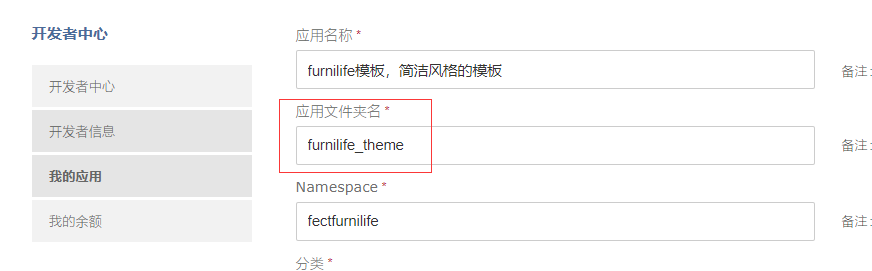 开发者中心
开发者中心
开发者信息
我的应用
我的余额
应用名称 *
furnilife模板，简洁风格的模板
备注：
应用文件夹名 *
furnilife_theme
备注：
Namespace *
fectfurnilife
备注：
分类 *